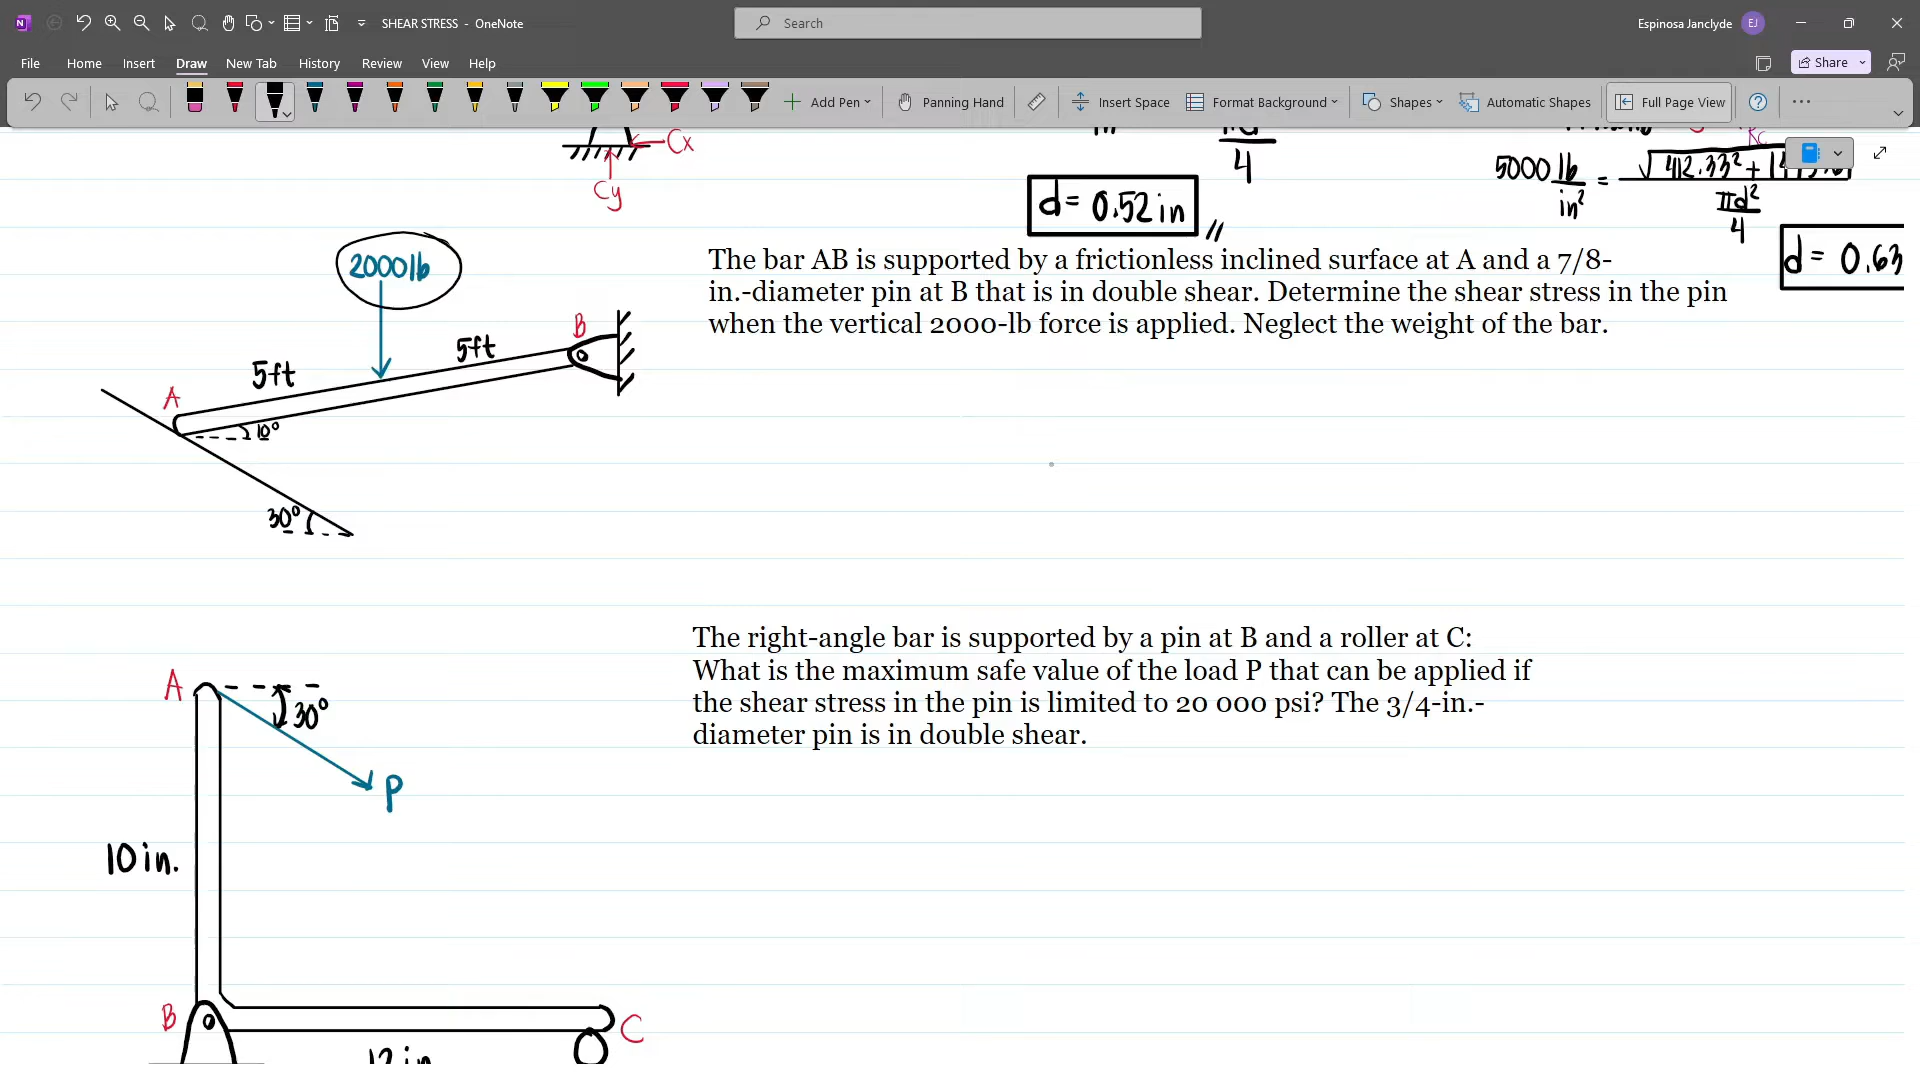 SHEAR STRESS - OneNote
Search
Espinosa Janclyde
EJ
File
Home
Insert
Draw
New Tab
History
Review
View
Help
Share
Add Pen
Panning Hand
Insert Space
Format Background
Shapes
Automatic Shapes
Full Page View
Cx
Cy
4
d = 0.52 in
5000 lb
in²
=
πd²
4
d = 0.63
2000lb
B
5ft
5ft
A
10°
30°
The bar AB is supported by a frictionless inclined surface at A and a 7/8-
in.-diameter pin at B that is in double shear. Determine the shear stress in the pin
when the vertical 2000-lb force is applied. Neglect the weight of the bar.
The right-angle bar is supported by a pin at B and a roller at C:
What is the maximum safe value of the load P that can be applied if
the shear stress in the pin is limited to 20 000 psi? The 3/4-in.-
diameter pin is in double shear.
A
30°
P
10in.
B
C
12 in